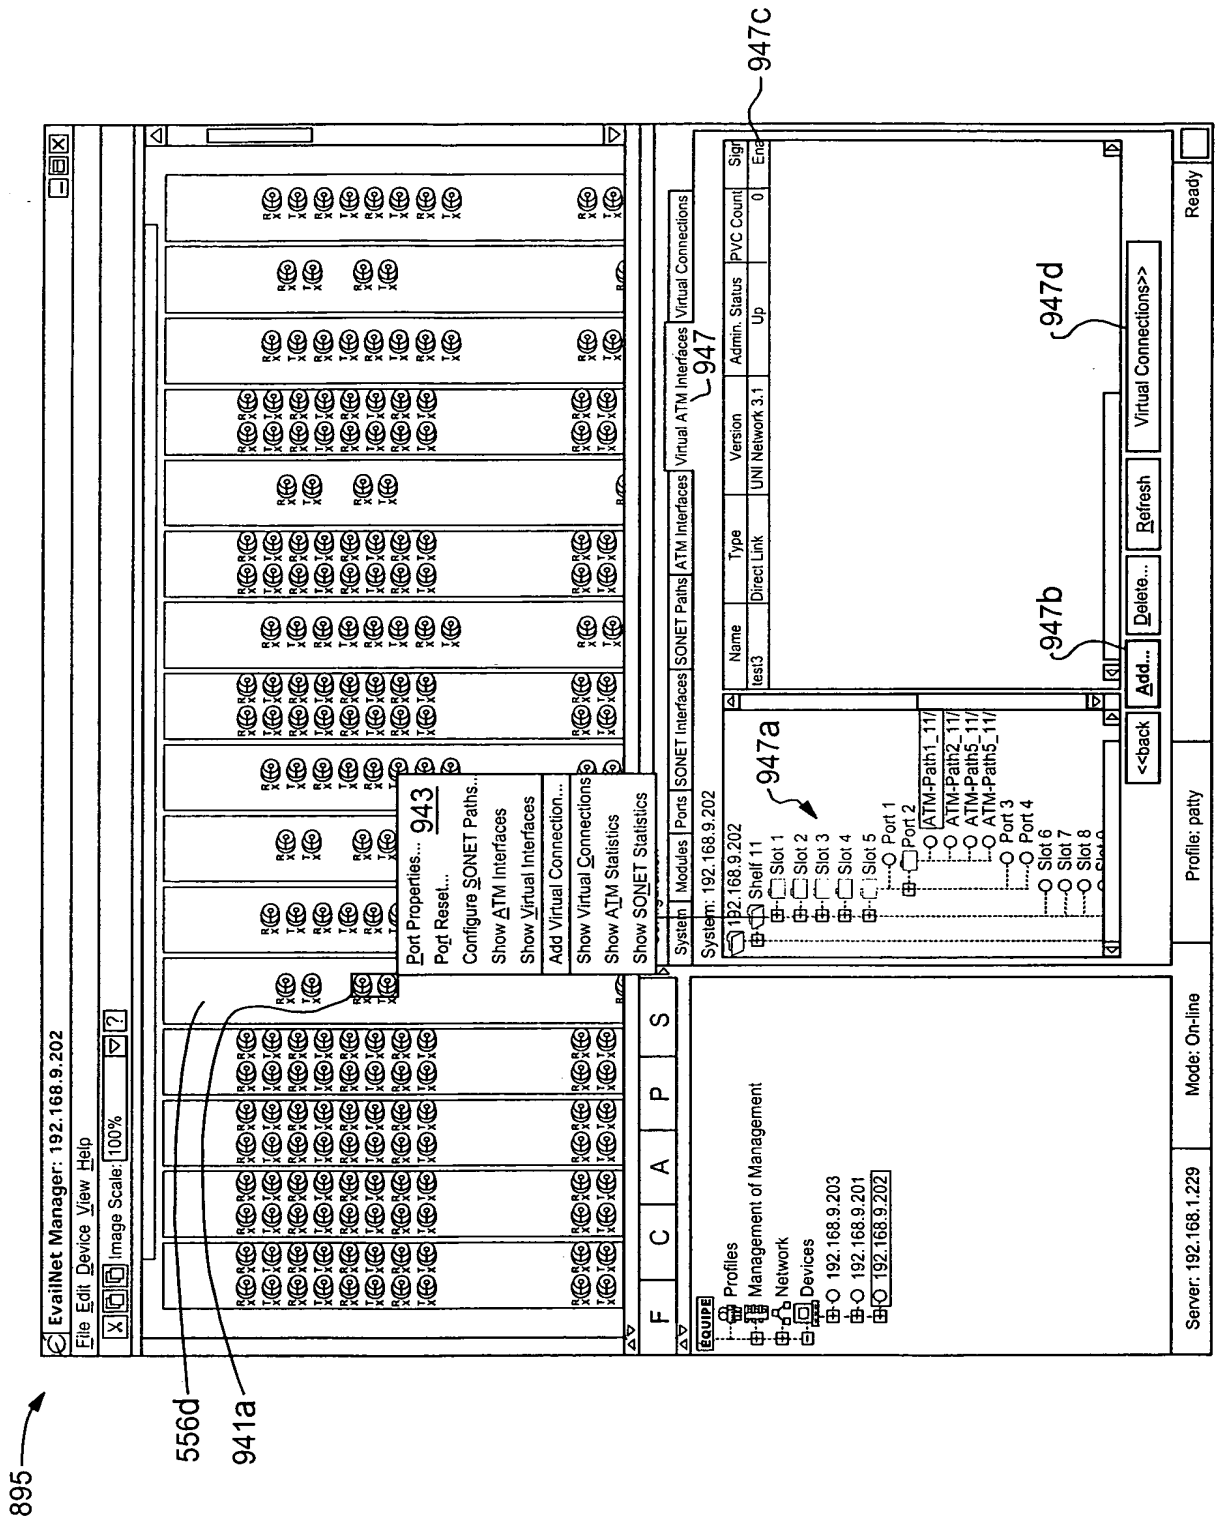 895
EvailNet Manager: 192.168.9.202
File Edit Device View Help
Image Scale: 100%
?
556d
941a
Port Properties... 943
Port Reset...
Configure SONET Paths...
Show ATM Interfaces
Show Virtual Interfaces
Add Virtual Connection...
Show Virtual Connections
Show ATM Statistics
Show SONET Statistics
F C A P S
EQUIPE
Profiles
Management of Management
Network
Devices
192.168.9.203
192.168.9.201
192.168.9.202
System Modules Ports SONET Interfaces SONET Paths ATM Interfaces Virtual ATM Interfaces Virtual Connections
947
System: 192.168.9.202
192.168.9.202
Shelf 11
947a
Slot 1
Slot 2
Slot 3
Slot 4
Slot 5
Port 1
Port 2
ATM-Path1_11/
ATM-Path2_11/
ATM-Path5_11/
ATM-Path5_11/
Port 3
Port 4
Slot 6
Slot 7
Slot 8
Name Type Version Admin. Status PVC Count Sigr
test3 Direct Link UNI Network 3.1 Up 0 Ena
947c
947b
947d
<<back Add... Delete... Refresh Virtual Connections>>
Server: 192.168.1.229 Mode: On-line Profile: patty Ready